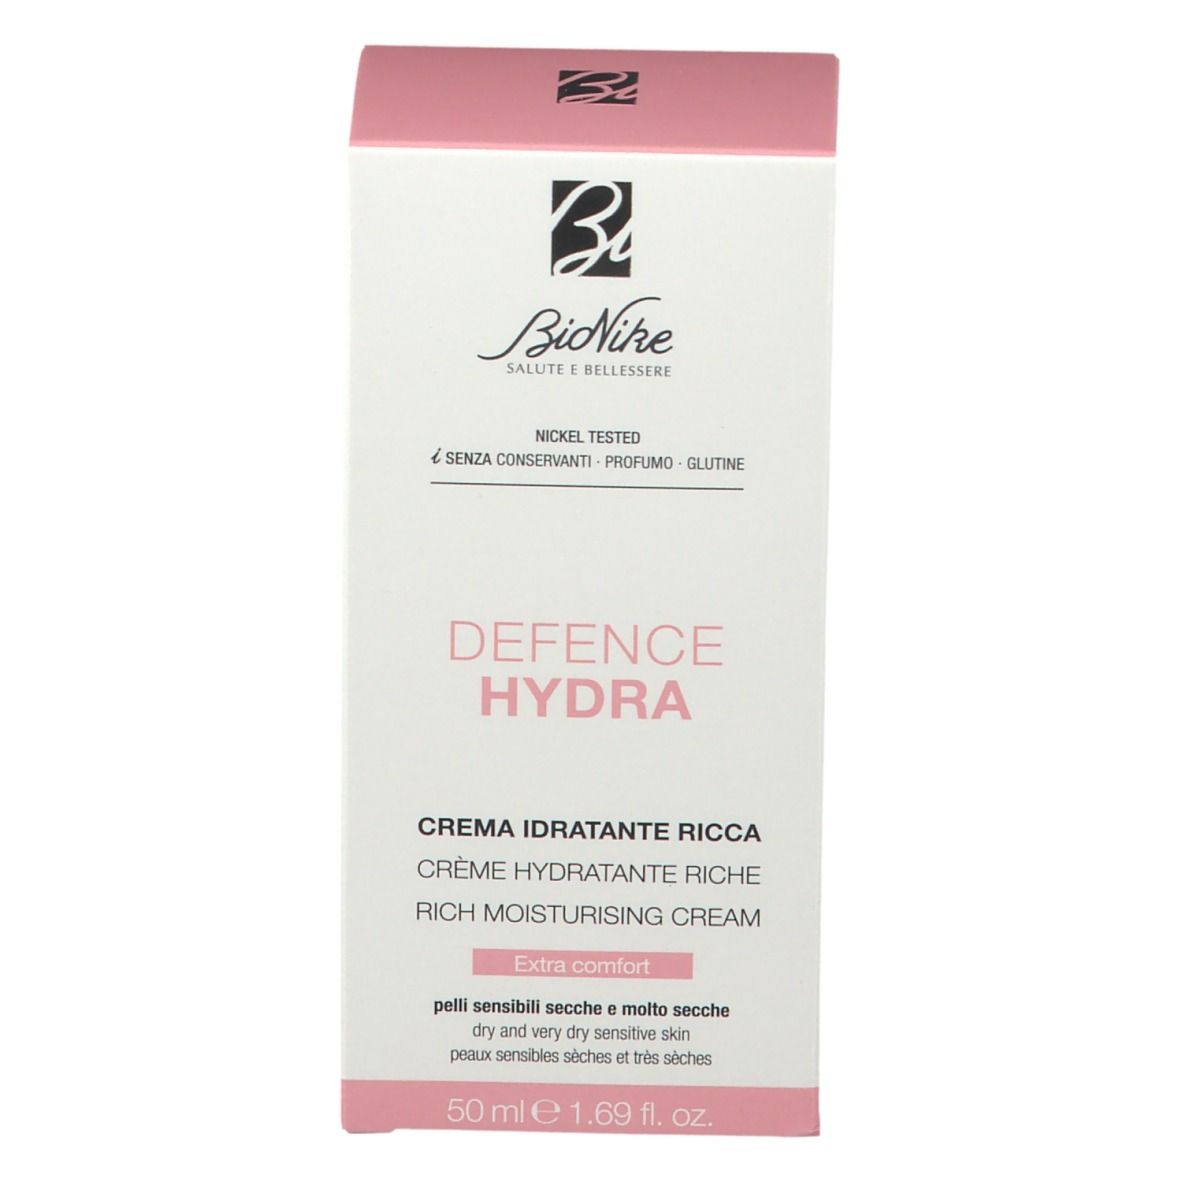 Bi
Bi
BioNike
SALUTE E BELLESSERE
NICKEL TESTED
i SENZA CONSERVANTI · PROFUMO · GLUTINE
DEFENCE
HYDRA
CREMA IDRATANTE RICCA
CRÈME HYDRATANTE RICHE
RICH MOISTURISING CREAM
Extra comfort
pelli sensibili secche e molto secche
dry and very dry sensitive skin
peaux sensibles sèches et très sèches
50 ml ℮ 1.69 fl. oz.